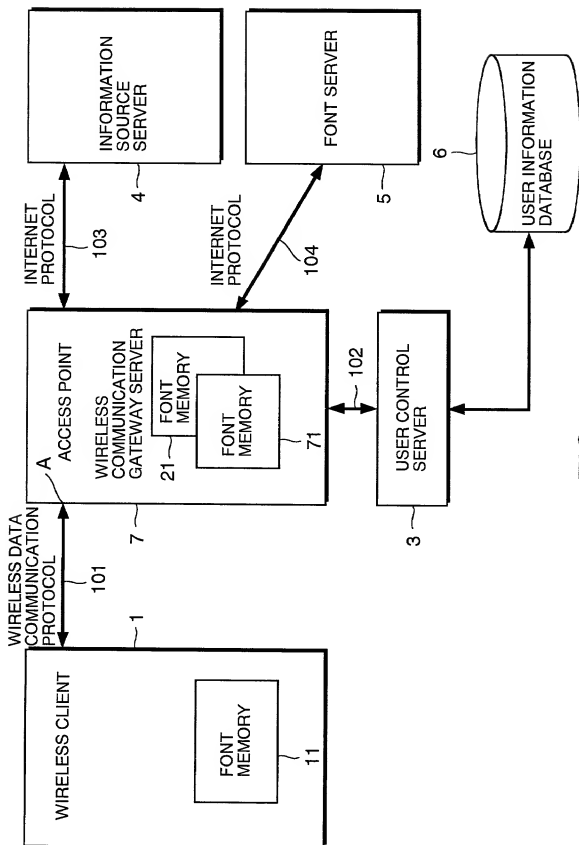 WIRELESS CLIENT
FONT
MEMORY
11
1
WIRELESS DATA
COMMUNICATION
PROTOCOL
101
A
ACCESS POINT
WIRELESS
COMMUNICATION
GATEWAY SERVER
FONT
MEMORY
21
FONT
MEMORY
71
7
102
USER CONTROL
SERVER
3
INTERNET
PROTOCOL
103
INTERNET
PROTOCOL
104
INFORMATION
SOURCE
SERVER
4
FONT SERVER
5
6
USER INFORMATION
DATABASE